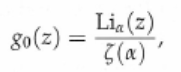 g₀(z) = Liα(z) / ζ(α),